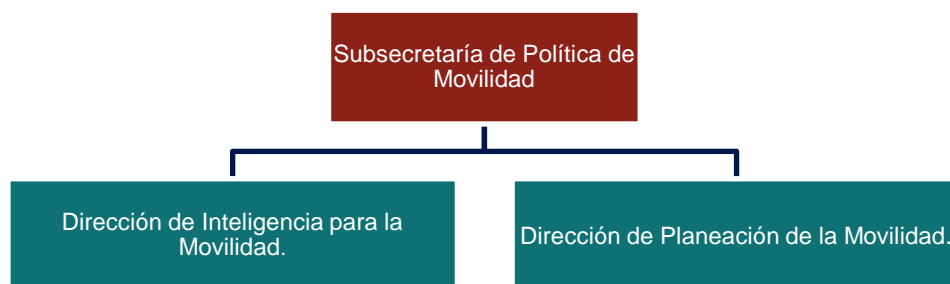 Subsecretaría de Política de
Movilidad
Dirección de Inteligencia para la
Movilidad.
Dirección de Planeación de la Movilidad.